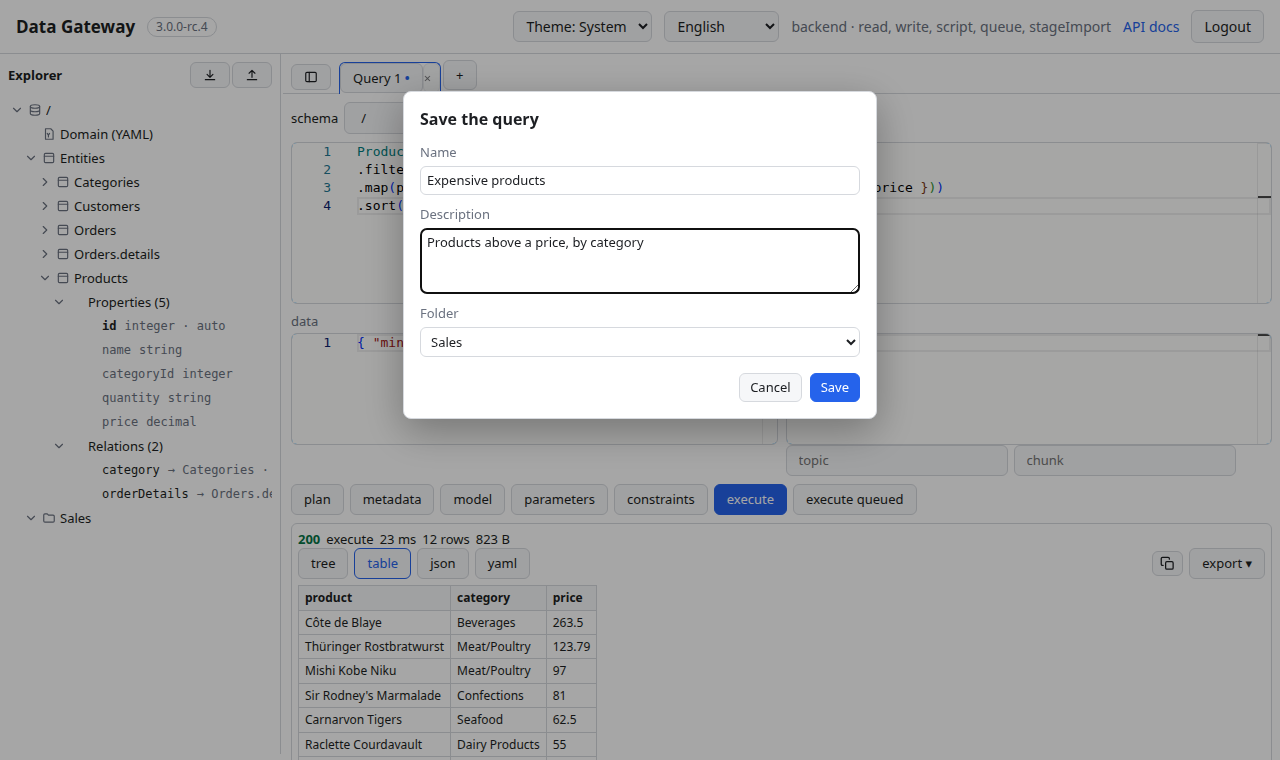 Data Gateway 3.0.0-rc.4 Theme: System English backend · read, write, script, queue, stageImport API docs Logout
Explorer
/
Domain (YAML)
Entities
Categories
Customers
Orders
Orders.details
Products
Properties (5)
id integer · auto
name string
categoryId integer
quantity string
price decimal
Relations (2)
category → Categories ·
orderDetails → Orders.de
Sales
Query 1 • × +
schema /
1 Produc
2 .filte
3 .map(p rice }))
4 .sort(
data
1 { "min
topic chunk
Save the query
Name
Expensive products
Description
Products above a price, by category
Folder
Sales
Cancel Save
plan metadata model parameters constraints execute execute queued
200 execute 23 ms 12 rows 823 B
tree table json yaml export ▾
product category price
Côte de Blaye Beverages 263.5
Thüringer Rostbratwurst Meat/Poultry 123.79
Mishi Kobe Niku Meat/Poultry 97
Sir Rodney's Marmalade Confections 81
Carnarvon Tigers Seafood 62.5
Raclette Courdavault Dairy Products 55